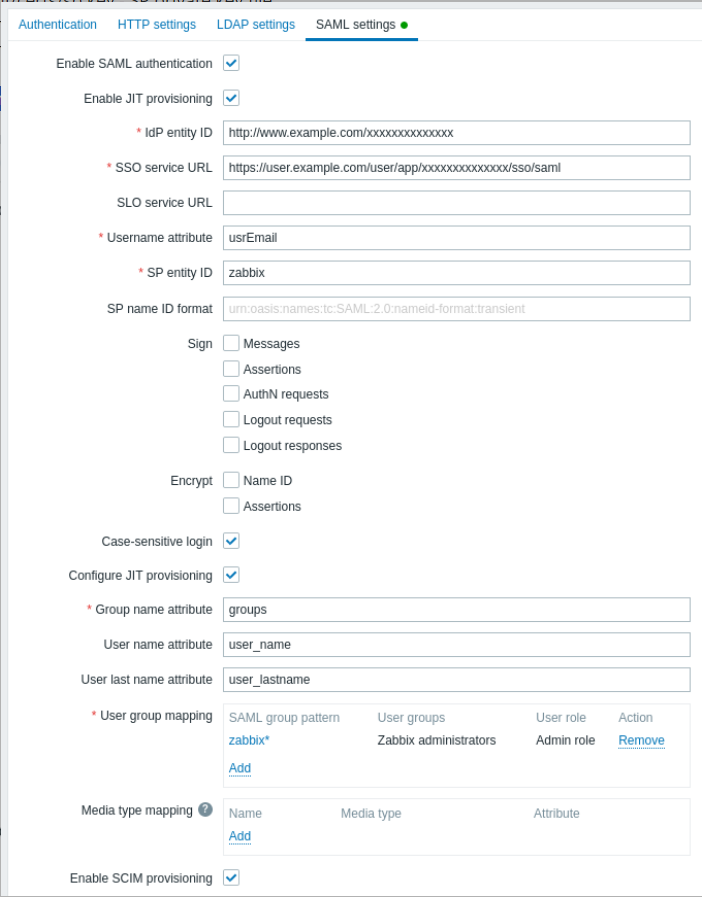 Authentication HTTP settings LDAP settings SAML settings
Enable SAML authentication
Enable JIT provisioning
* IdP entity ID http://www.example.com/xxxxxxxxxxxxxx
* SSO service URL https://user.example.com/user/app/xxxxxxxxxxxxxx/sso/saml
SLO service URL
* Username attribute usrEmail
* SP entity ID zabbix
SP name ID format urn:oasis:names:tc:SAML:2.0:nameid-format:transient
Sign Messages
Assertions
AuthN requests
Logout requests
Logout responses
Encrypt Name ID
Assertions
Case-sensitive login
Configure JIT provisioning
* Group name attribute groups
User name attribute user_name
User last name attribute user_lastname
* User group mapping SAML group pattern User groups User role Action
zabbix* Zabbix administrators Admin role Remove
Add
Media type mapping ? Name Media type Attribute
Add
Enable SCIM provisioning